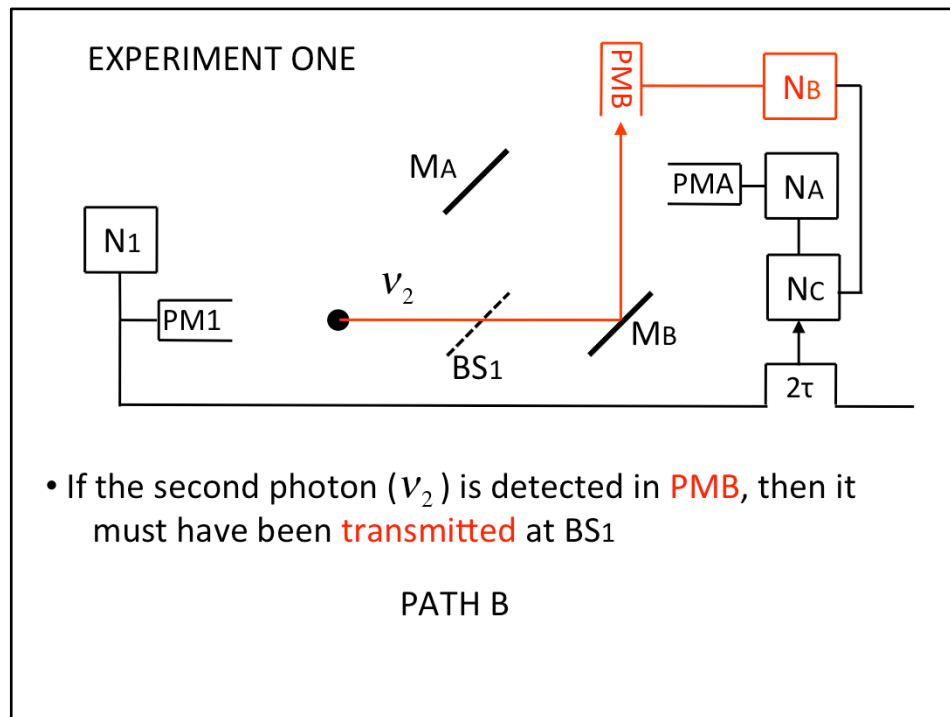 EXPERIMENT ONE
PMB
NB
MA
PMA
NA
N1
ν2
NC
PM1
MB
BS1
2τ
• If the second photon (ν2) is detected in PMB, then it
must have been transmitted at BS1
PATH B